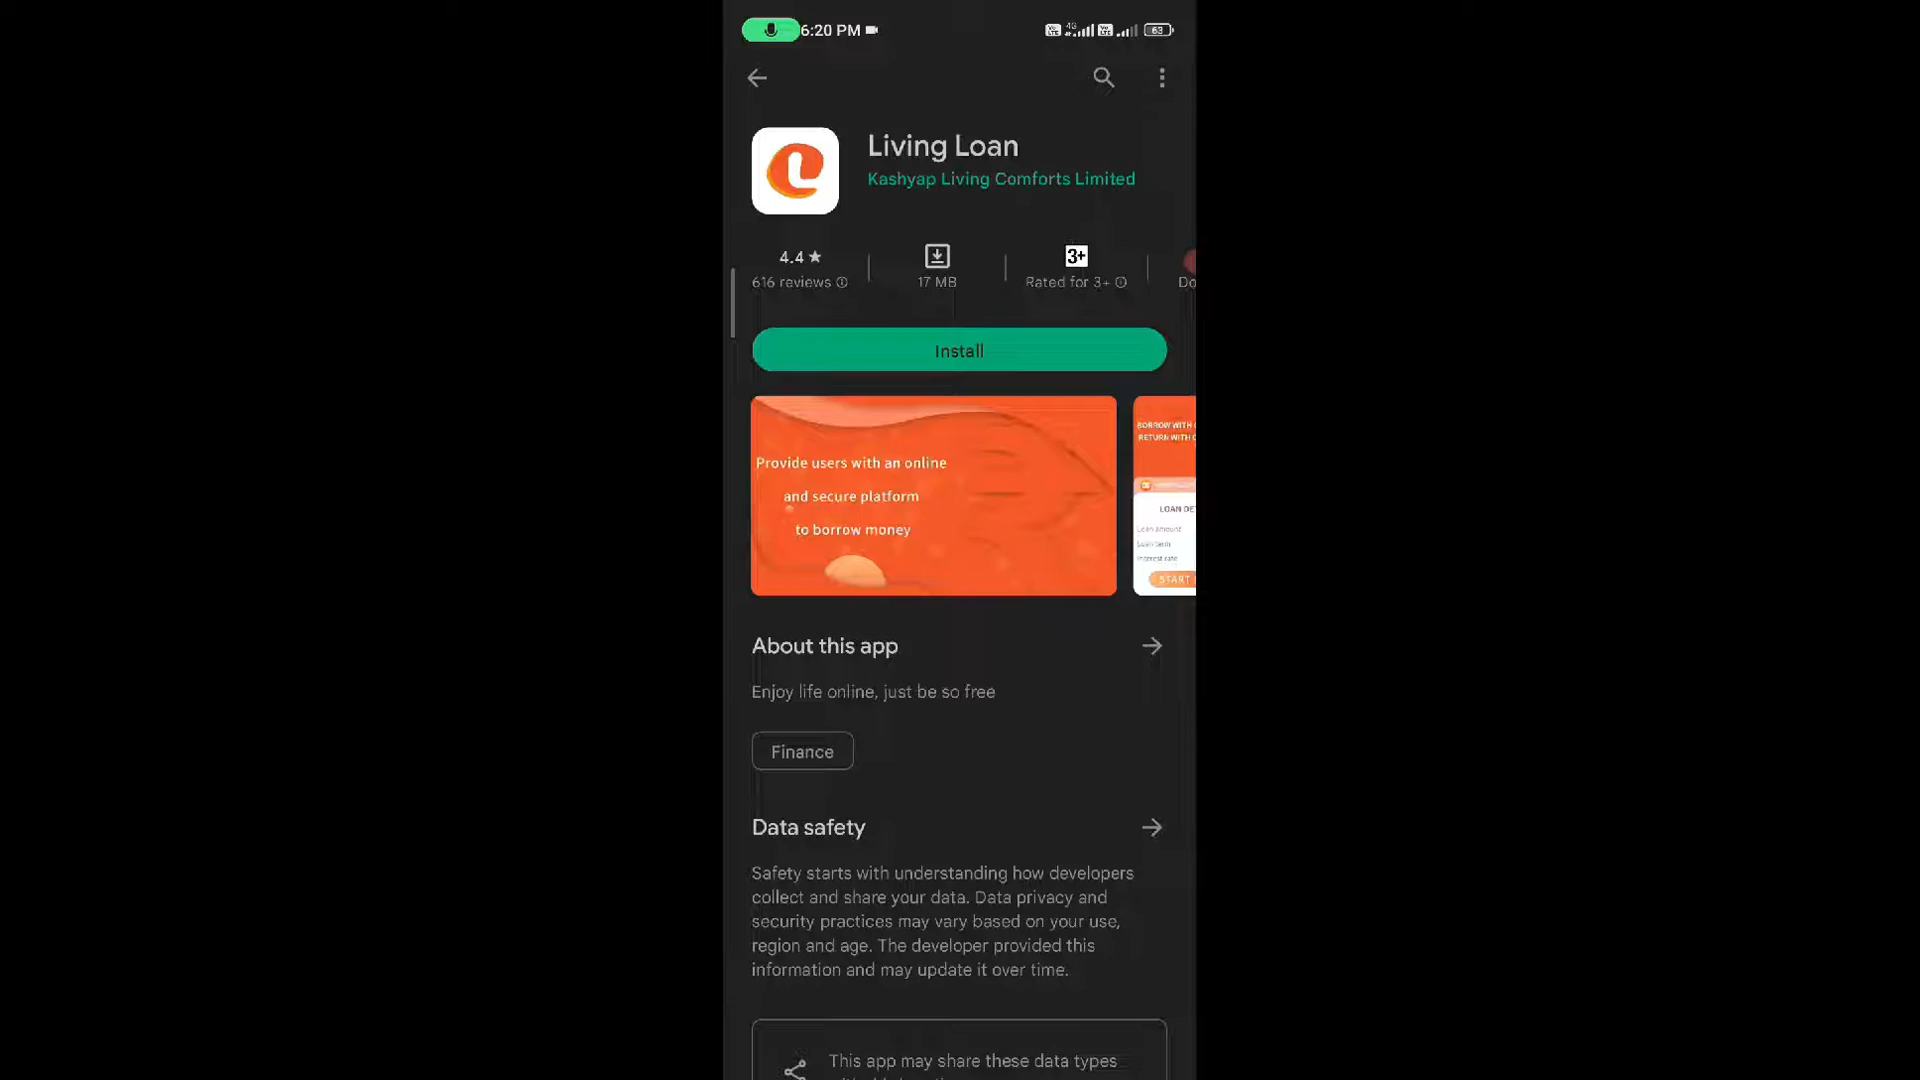 6:20 PM
4G
63
Living Loan
Kashyap Living Comforts Limited
4.4 ★
616 reviews
17 MB
3+
Rated for 3+
Do
Install
Provide users with an online
and secure platform
to borrow money
BORROW WITH
RETURN WITH
LOAN DE
Loan amount
Loan term
Interest rate
START
About this app
Enjoy life online, just be so free
Finance
Data safety
Safety starts with understanding how developers
collect and share your data. Data privacy and
security practices may vary based on your use,
region and age. The developer provided this
information and may update it over time.
This app may share these data types